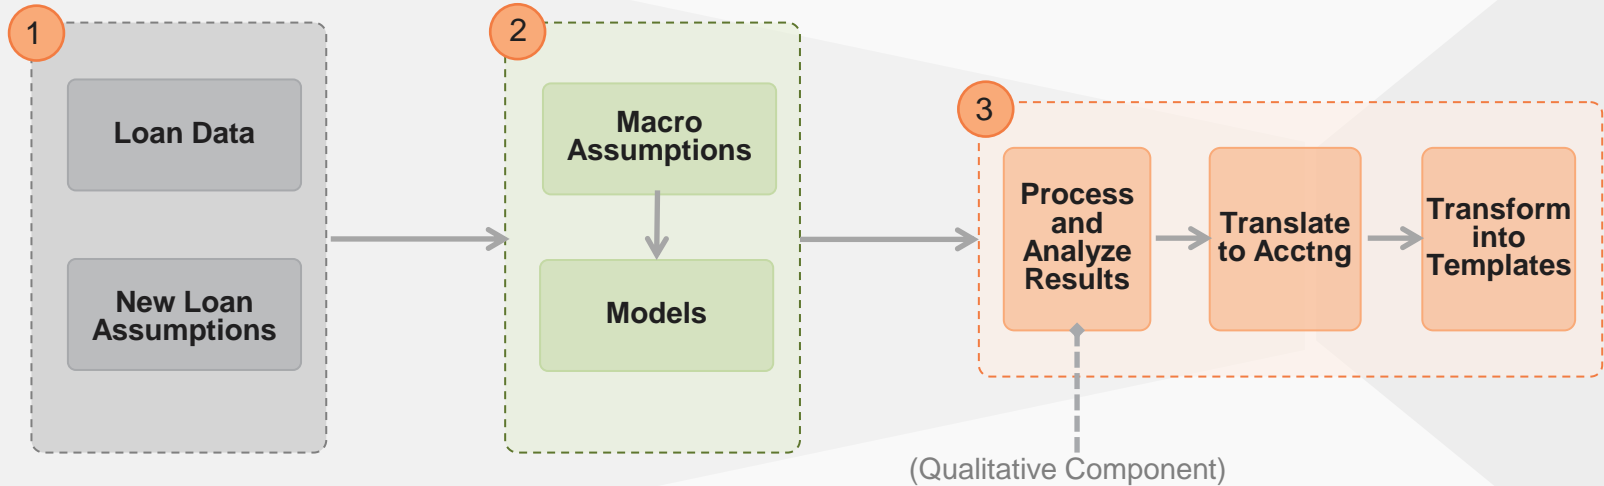 1
Loan Data
New Loan
Assumptions
2
Macro
Assumptions
Models
3
Process
and
Analyze
Results
Translate
to Acctng
Transform
into
Templates
(Qualitative Component)